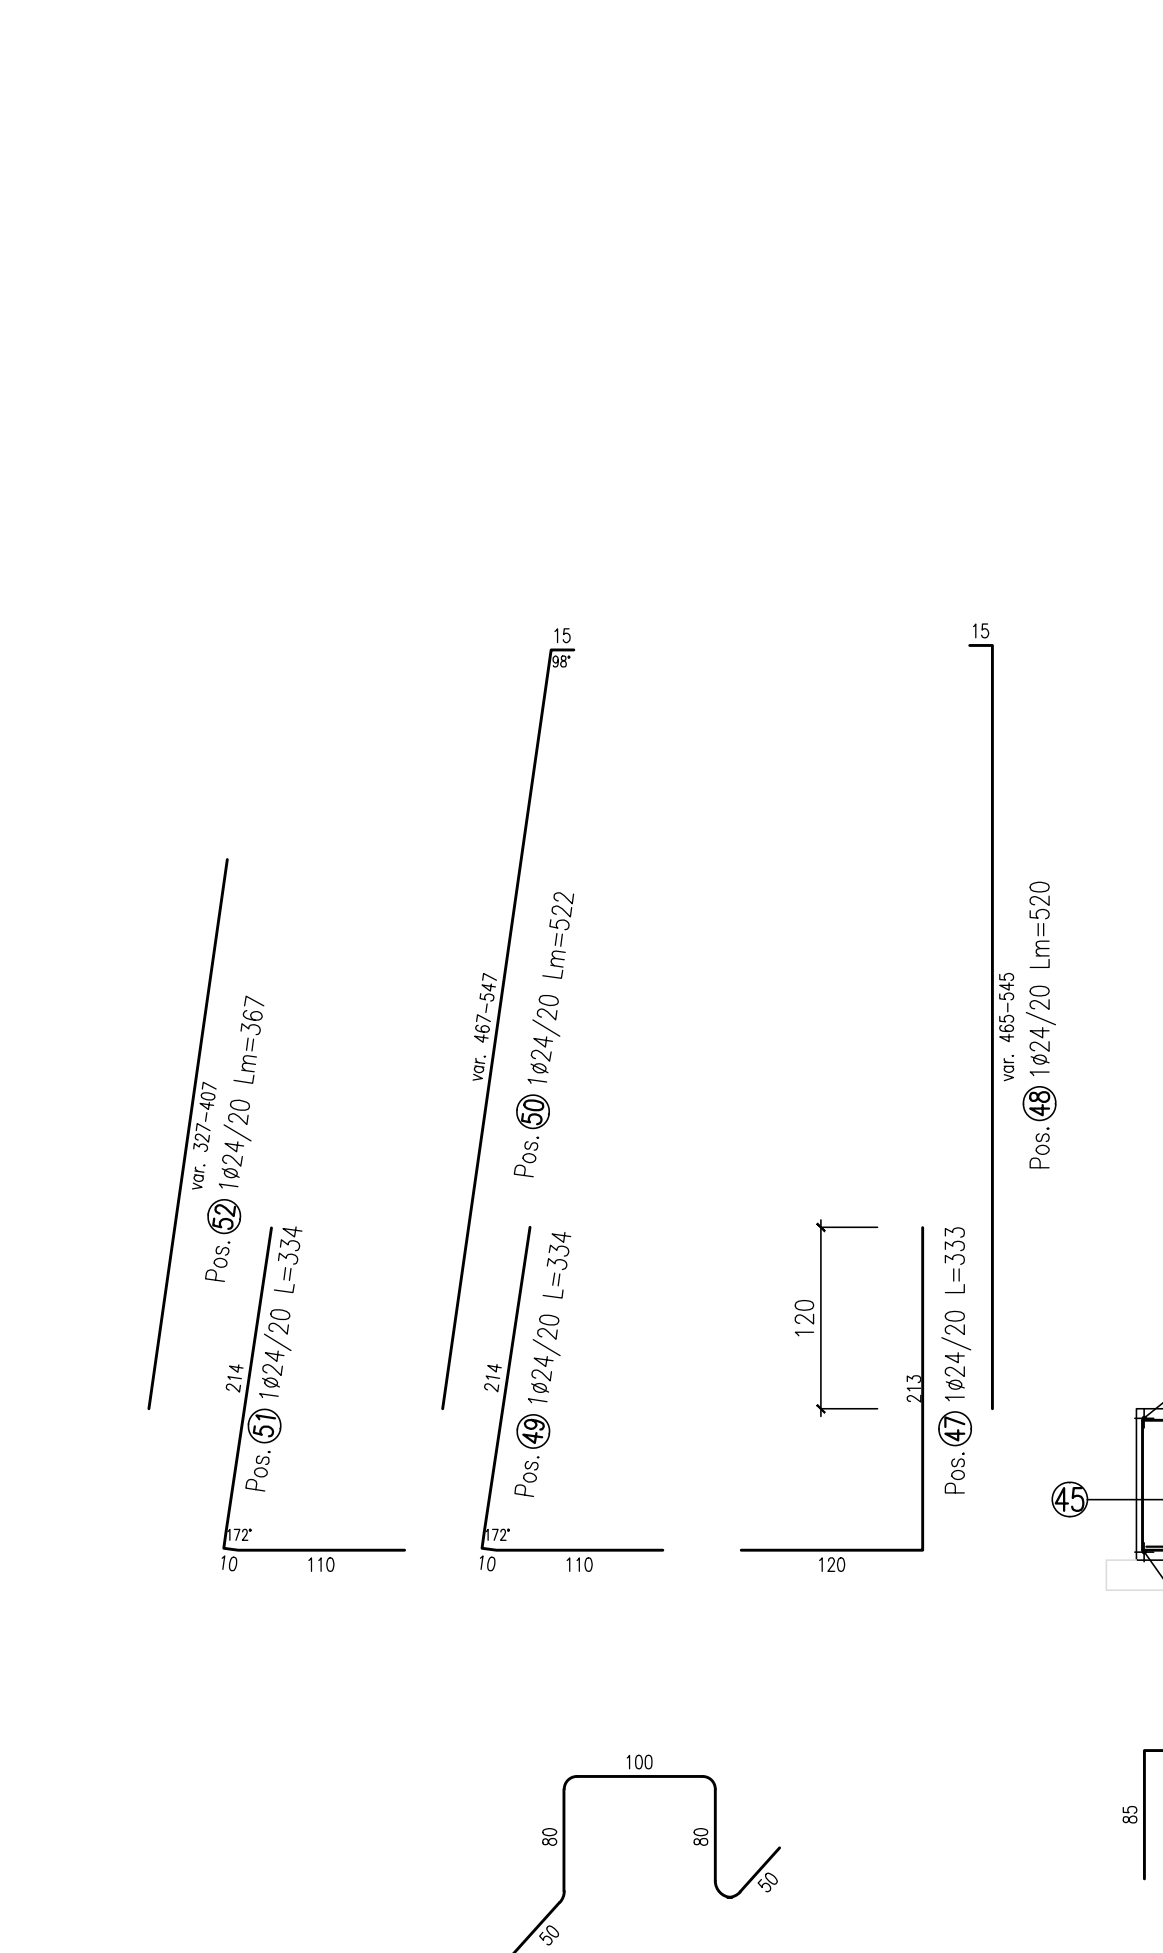 15
98°
15
var. 467-547
Pos. 50 1ø24/20 Lm=522
var. 465-545
Pos. 48 1ø24/20 Lm=520
var. 327-407
Pos. 52 1ø24/20 Lm=367
214
Pos. 51 1ø24/20 L=334
172°
10
110
214
Pos. 49 1ø24/20 L=334
172°
10
110
120
213
Pos. 47 1ø24/20 L=333
120
45
100
80
80
50
50
85